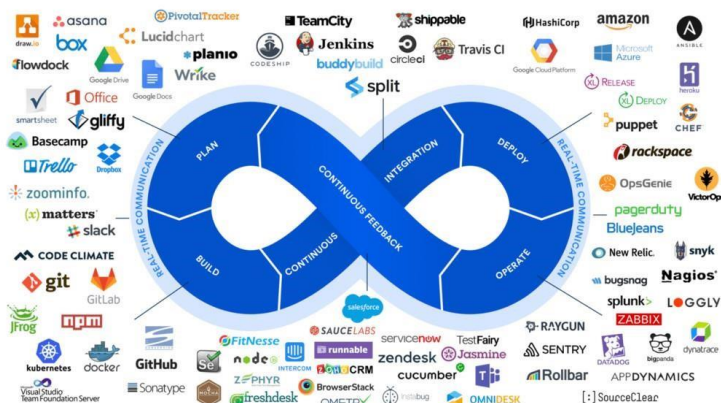 draw.io
asana
box
Lucidchart
PivotalTracker
planio
flowdock
Google Drive
Google Docs
Wrike
TeamCity
shippable
CODESHIP
Jenkins
circleci
Travis CI
buddybuild
split
HashiCorp
amazon
ANSIBLE
Google Cloud Platform
Microsoft
Azure
XL RELEASE
XL DEPLOY
heroku
puppet
CHEF
smartsheet
Office
gliffy
Basecamp
Trello
Dropbox
zoominfo.
(x) matters
slack
rackspace
OpsGenie
VictorOp
pagerduty
BlueJeans
REAL-TIME COMMUNICATION
PLAN
BUILD
CONTINUOUS
INTEGRATION
CONTINUOUS FEEDBACK
DEPLOY
OPERATE
REAL-TIME COMMUNICATION
CODE CLIMATE
git
GitLab
JFrog
npm
kubernetes
docker
GitHub
Visual Studio
Team Foundation Server
Sonatype
MOCHA
Se
FitNesse
node
ZEPHYR
freshdesk
salesforce
SAUCELABS
INTERCOM
runnable
ZOHO CRM
BrowserStack
servicenow
zendesk
cucumber
TestFairy
Jasmine
OMNIDESK
New Relic.
snyk
bugsnag
Nagios
splunk>
LOGGLY
ZABBIX
RAYGUN
SENTRY
DATADOG
bigpanda
dynatrace
Rollbar
APPDYNAMICS
[:] SourceClear